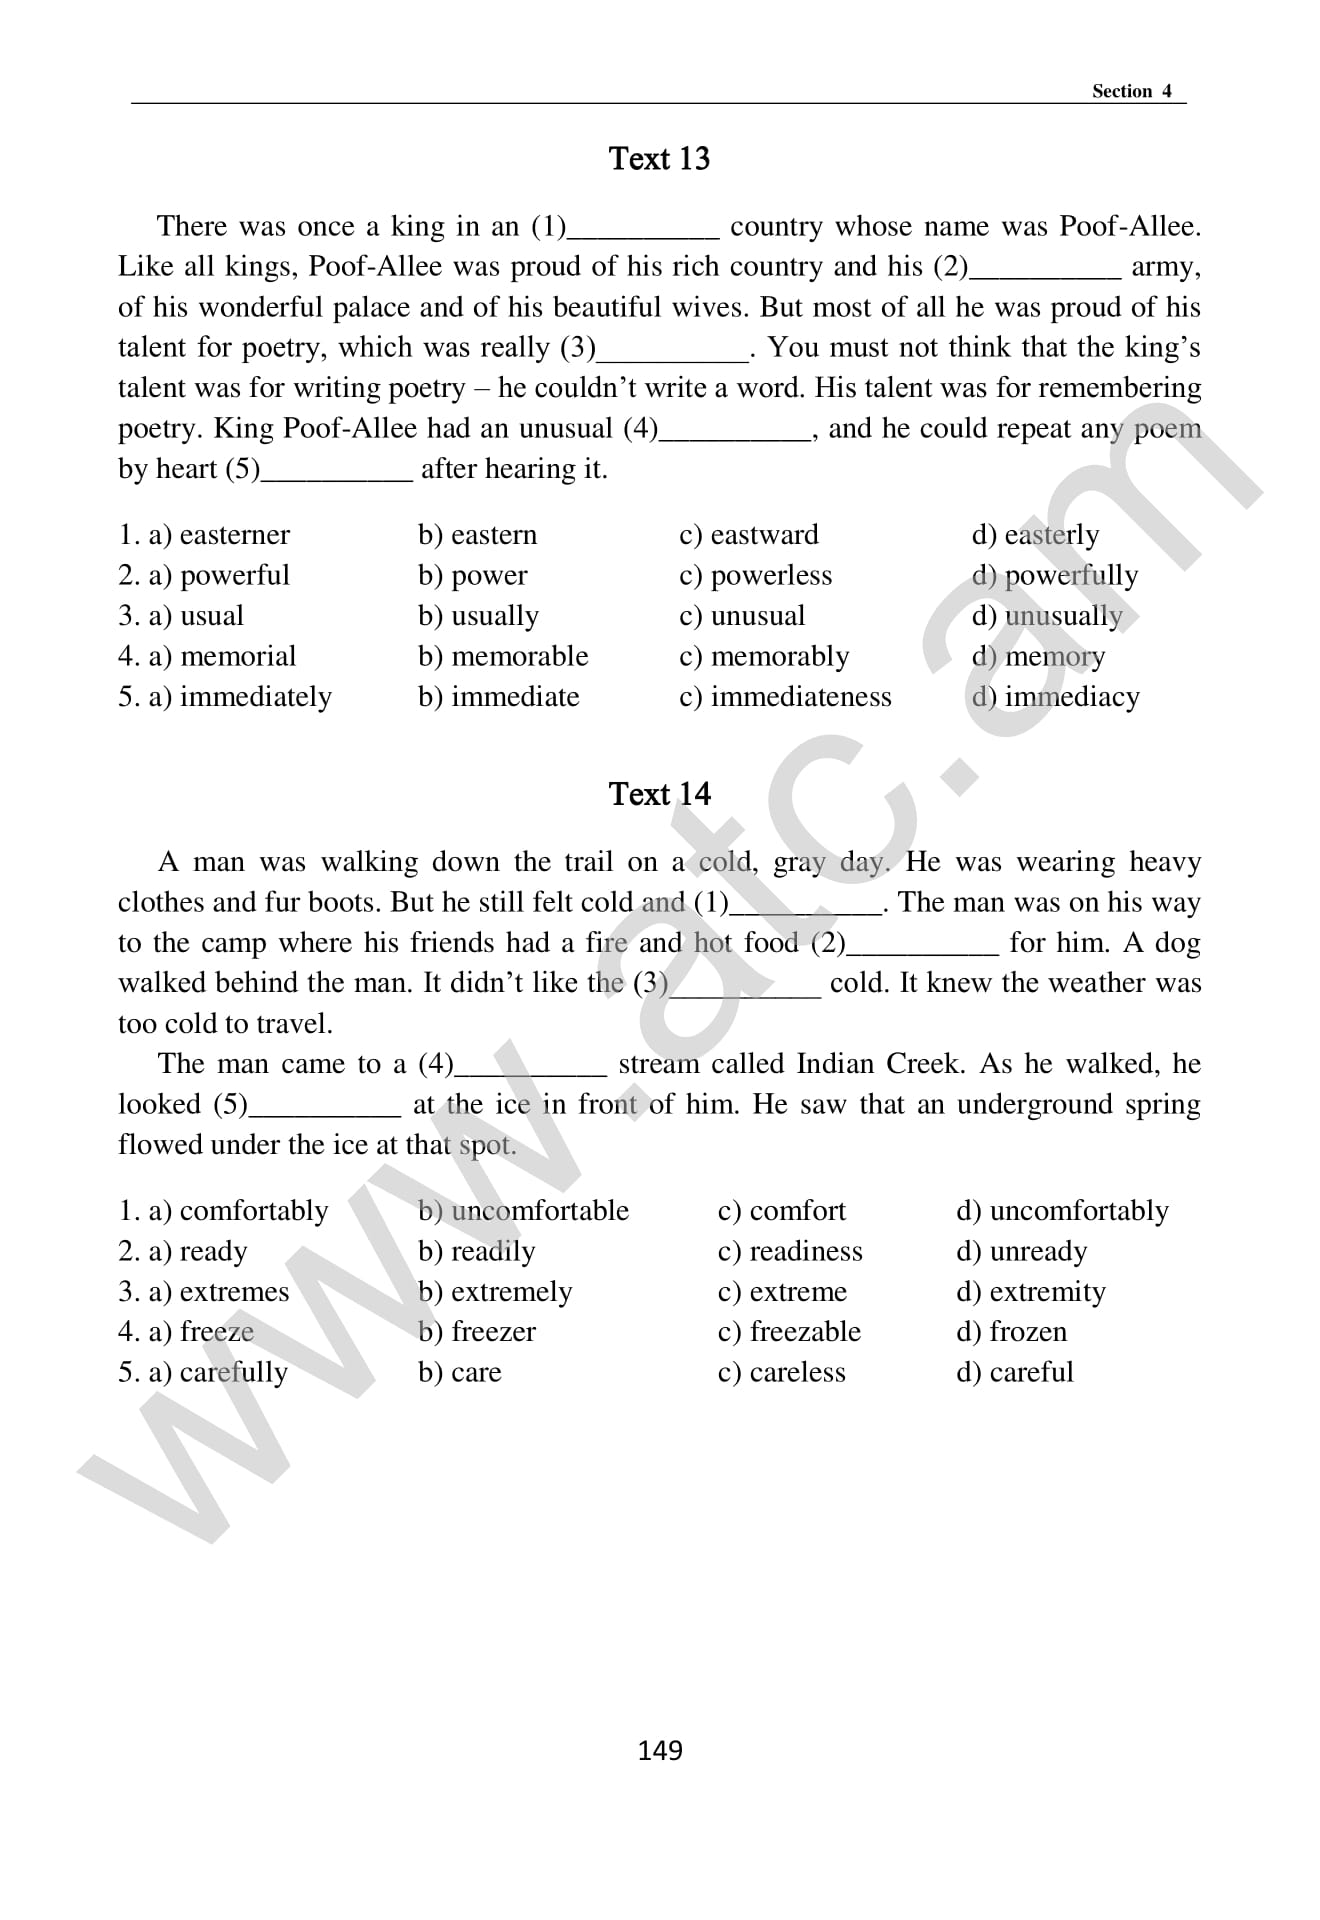 Section 4
Text 13
There was once a king in an (1)__________ country whose name was Poof-Allee.
Like all kings, Poof-Allee was proud of his rich country and his (2)__________ army,
of his wonderful palace and of his beautiful wives. But most of all he was proud of his
talent for poetry, which was really (3)__________. You must not think that the king’s
talent was for writing poetry – he couldn’t write a word. His talent was for remembering
poetry. King Poof-Allee had an unusual (4)__________, and he could repeat any poem
by heart (5)__________ after hearing it.
1. a) easterner b) eastern c) eastward d) easterly
2. a) powerful b) power c) powerless d) powerfully
3. a) usual b) usually c) unusual d) unusually
4. a) memorial b) memorable c) memorably d) memory
5. a) immediately b) immediate c) immediateness d) immediacy
Text 14
A man was walking down the trail on a cold, gray day. He was wearing heavy
clothes and fur boots. But he still felt cold and (1)__________. The man was on his way
to the camp where his friends had a fire and hot food (2)__________ for him. A dog
walked behind the man. It didn’t like the (3)__________ cold. It knew the weather was
too cold to travel.
The man came to a (4)__________ stream called Indian Creek. As he walked, he
looked (5)__________ at the ice in front of him. He saw that an underground spring
flowed under the ice at that spot.
1. a) comfortably b) uncomfortable c) comfort d) uncomfortably
2. a) ready b) readily c) readiness d) unready
3. a) extremes b) extremely c) extreme d) extremity
4. a) freeze b) freezer c) freezable d) frozen
5. a) carefully b) care c) careless d) careful
149
www.atc.am